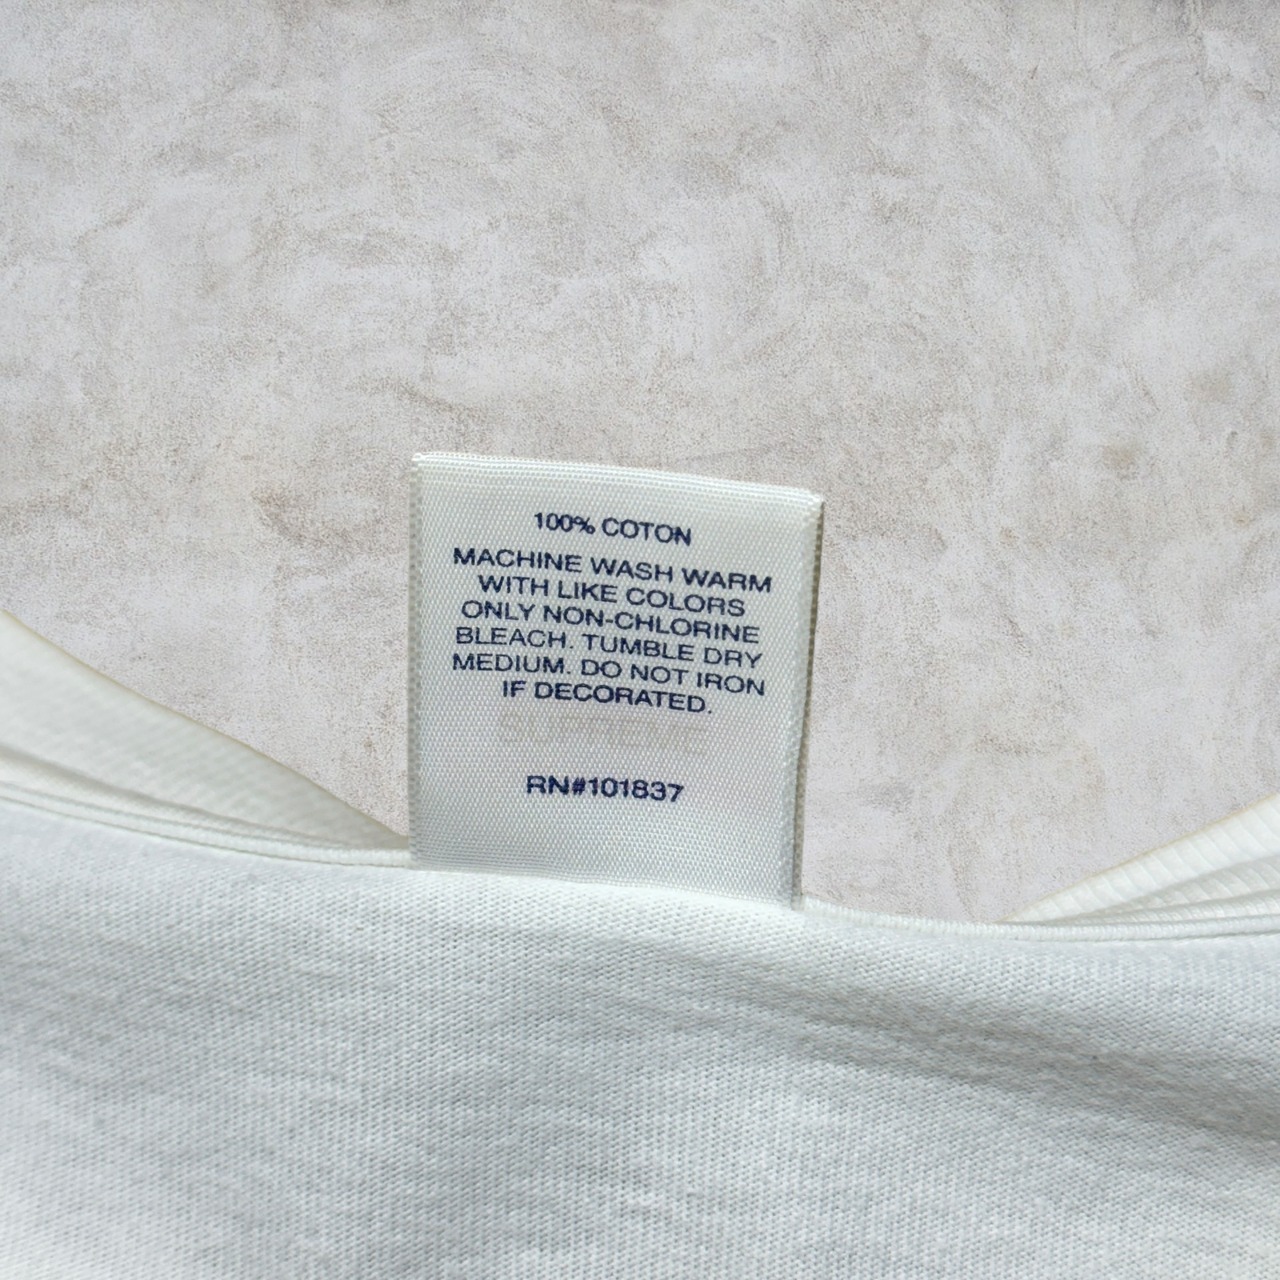 100% COTON
MACHINE WASH WARM
WITH LIKE COLORS
ONLY NON-CHLORINE
BLEACH. TUMBLE DRY
MEDIUM. DO NOT IRON
IF DECORATED.
RN#101837